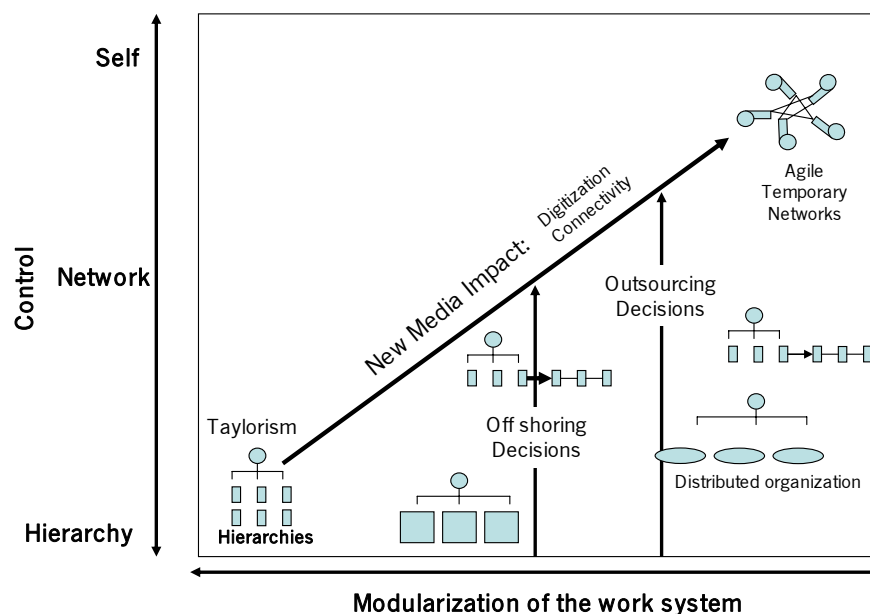 Self
Agile
Temporary
Networks
New Media Impact:
Digitization
Connectivity
Control
Network
Outsourcing
Decisions
Taylorism
Off shoring
Decisions
Distributed organization
Hierarchy
Hierarchies
Modularization of the work system